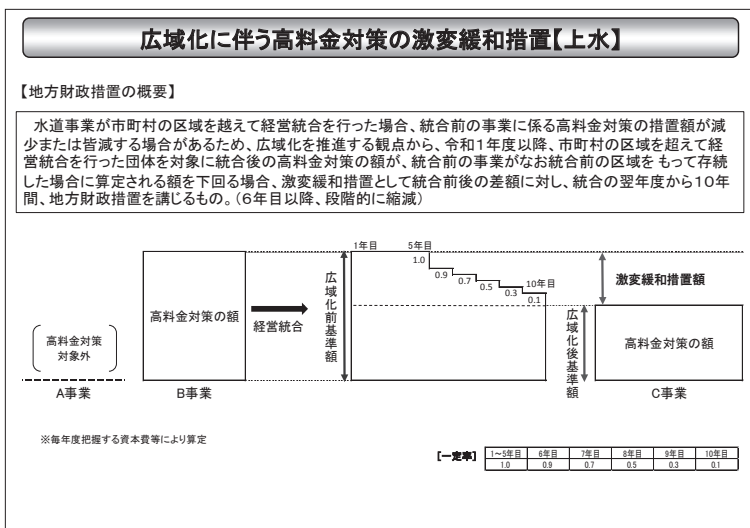 広域化に伴う高料金対策の激変緩和措置【上水】
【地方財政措置の概要】
水道事業が市町村の区域を越えて経営統合を行った場合、統合前の事業に係る高料金対策の措置額が減
少または皆減する場合があるため、広域化を推進する観点から、令和1年度以降、市町村の区域を超えて経
営統合を行った団体を対象に統合後の高料金対策の額が、統合前の事業がなお統合前の区域をもって存続
した場合に算定される額を下回る場合、激変緩和措置として統合前後の差額に対し、統合の翌年度から10年
間、地方財政措置を講じるもの。(6年目以降、段階的に縮減)
高料金対策
対象外
A事業
高料金対策の額
B事業
経営統合
広域化前基準額
1年目
5年目
1.0
0.9
0.7
0.5
0.3
10年目
0.1
激変緩和措置額
広域化後基準額
高料金対策の額
C事業
※毎年度把握する資本費等により算定
【一定率】
1～5年目 6年目 7年目 8年目 9年目 10年目
1.0 0.9 0.7 0.5 0.3 0.1